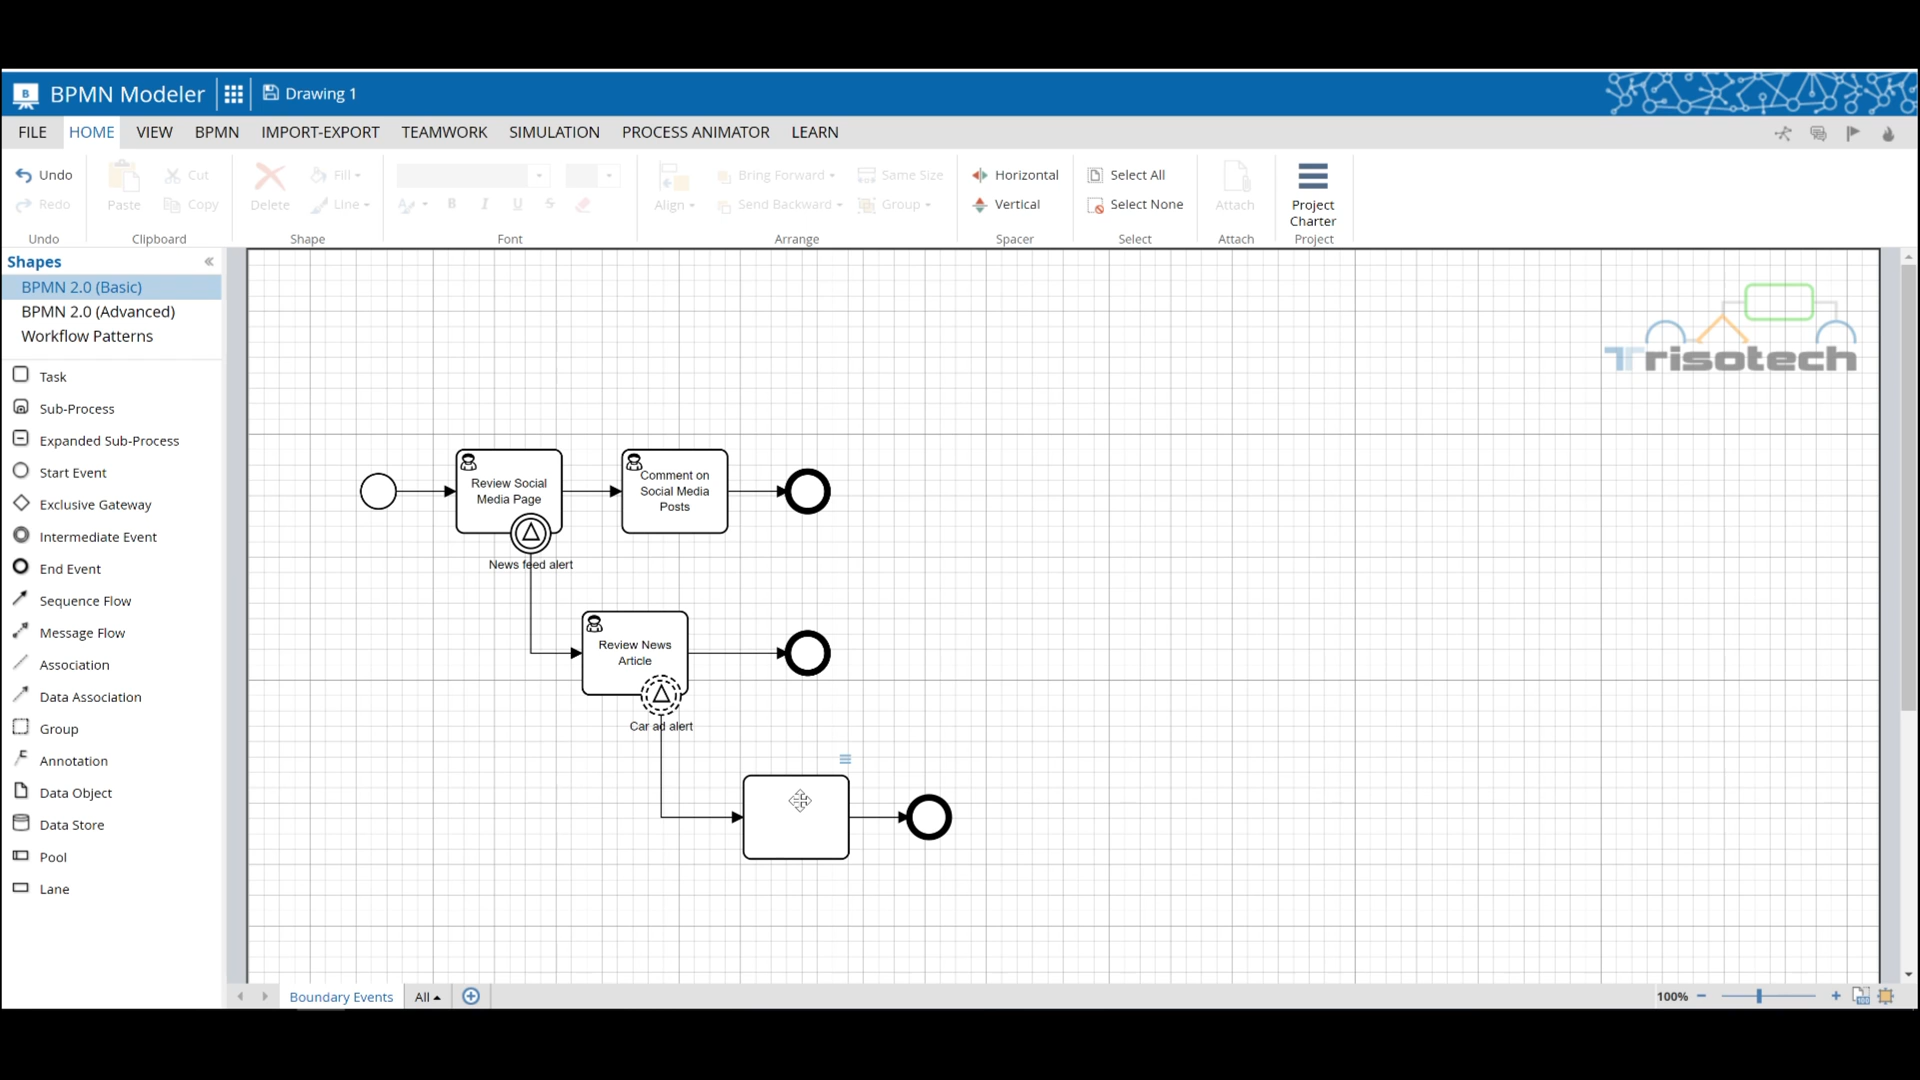 B BPMN Modeler Drawing 1
FILE HOME VIEW BPMN IMPORT-EXPORT TEAMWORK SIMULATION PROCESS ANIMATOR LEARN
Undo Cut Fill Bring Forward Same Size Horizontal Select All
Redo Paste Copy Delete Line B I U S Align Send Backward Group Vertical Select None Attach Project
Charter
Undo Clipboard Shape Font Arrange Spacer Select Attach Project
Shapes
BPMN 2.0 (Basic)
BPMN 2.0 (Advanced)
Workflow Patterns
Task
Sub-Process
Expanded Sub-Process
Start Event
Exclusive Gateway
Intermediate Event
End Event
Sequence Flow
Message Flow
Association
Data Association
Group
Annotation
Data Object
Data Store
Pool
Lane
Trisotech
Review Social
Media Page
Comment on
Social Media
Posts
News feed alert
Review News
Article
Car ad alert
Boundary Events All
100%